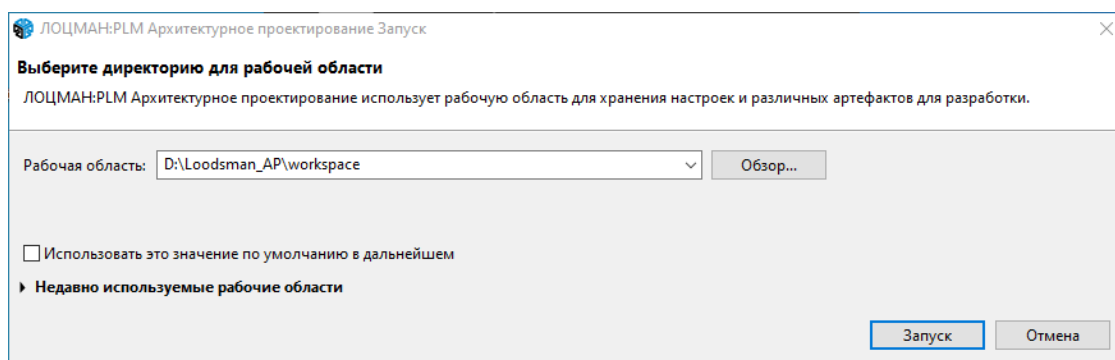 ЛОЦМАН:PLM Архитектурное проектирование Запуск
Выберите директорию для рабочей области
ЛОЦМАН:PLM Архитектурное проектирование использует рабочую область для хранения настроек и различных артефактов для разработки.
Рабочая область: D:\Loodsman_AP\workspace Обзор...
Использовать это значение по умолчанию в дальнейшем
Недавно используемые рабочие области
Запуск Отмена